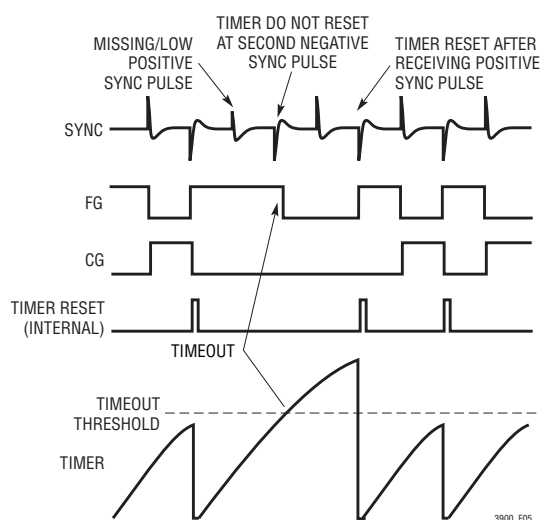 TIMER DO NOT RESET
AT SECOND NEGATIVE
SYNC PULSE
MISSING/LOW
POSITIVE
SYNC PULSE
TIMER RESET AFTER
RECEIVING POSITIVE
SYNC PULSE
SYNC
FG
CG
TIMER RESET
(INTERNAL)
TIMEOUT
TIMEOUT
THRESHOLD
TIMER
3900 F05